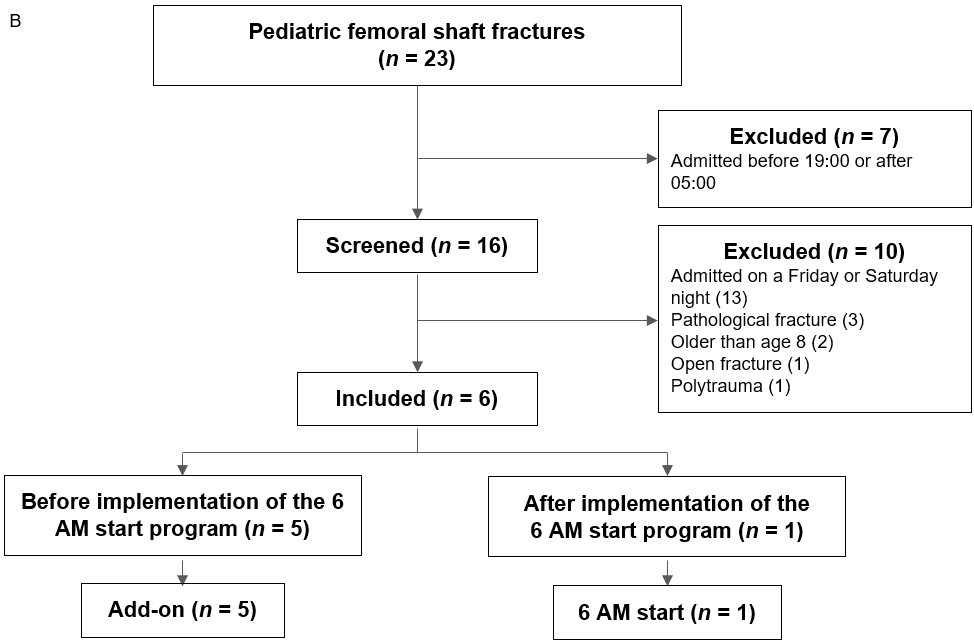 B
Pediatric femoral shaft fractures
(n = 23)
Excluded (n = 7)
Admitted before 19:00 or after
05:00
Screened (n = 16)
Excluded (n = 10)
Admitted on a Friday or Saturday
night (13)
Pathological fracture (3)
Older than age 8 (2)
Open fracture (1)
Polytrauma (1)
Included (n = 6)
Before implementation of the 6
AM start program (n = 5)
After implementation of the
6 AM start program (n = 1)
Add-on (n = 5)
6 AM start (n = 1)